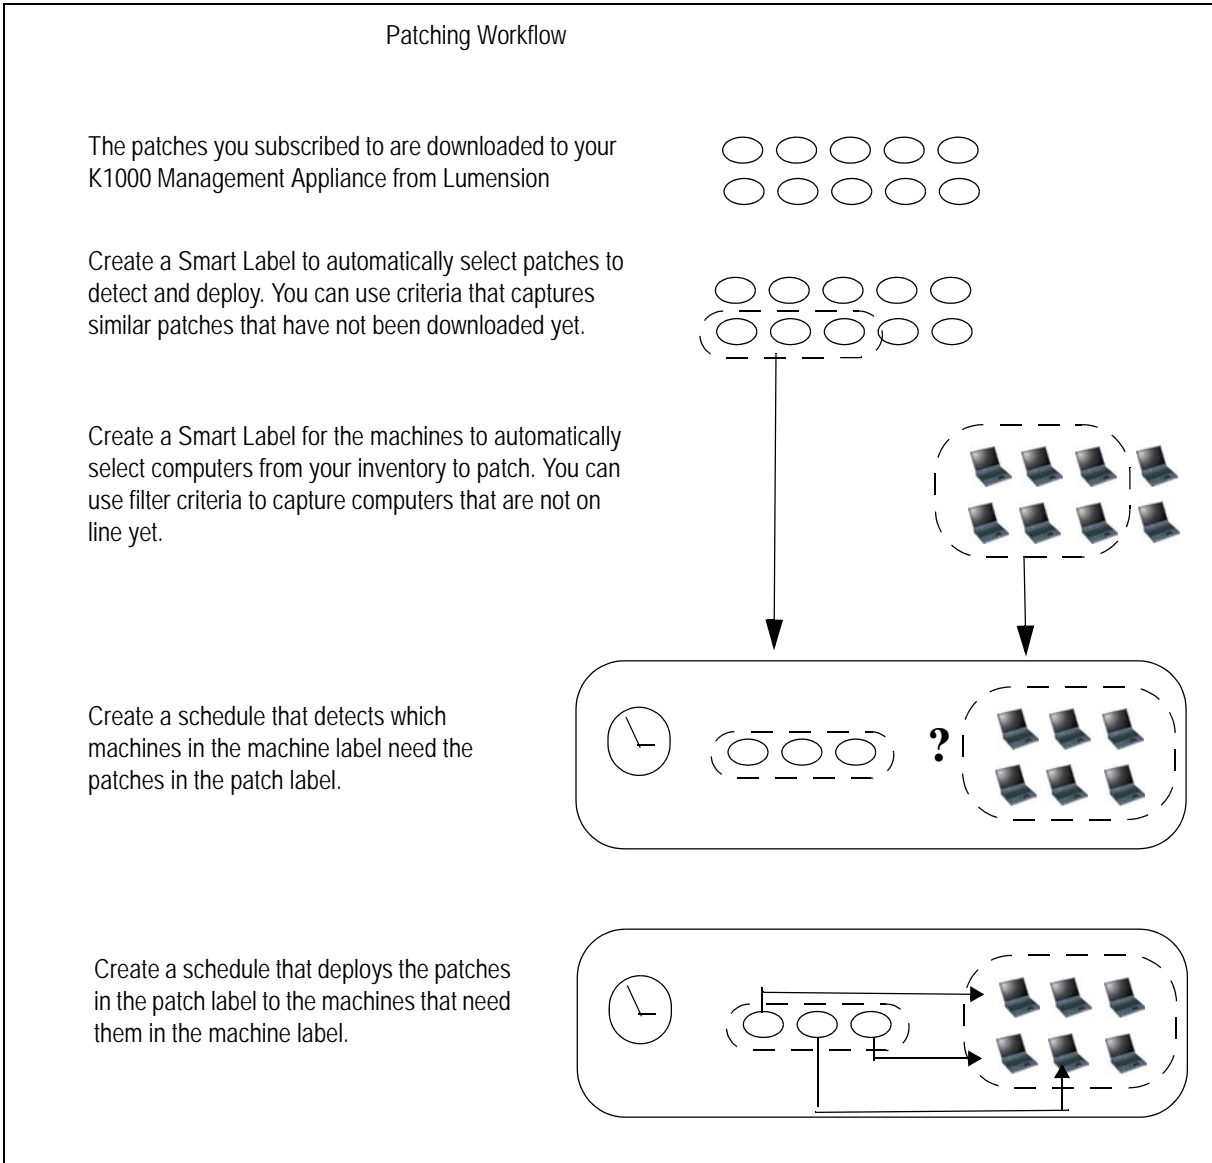 Patching Workflow
The patches you subscribed to are downloaded to your
K1000 Management Appliance from Lumension
Create a Smart Label to automatically select patches to
detect and deploy. You can use criteria that captures
similar patches that have not been downloaded yet.
Create a Smart Label for the machines to automatically
select computers from your inventory to patch. You can
use filter criteria to capture computers that are not on
line yet.
Create a schedule that detects which
machines in the machine label need the
patches in the patch label.
?
Create a schedule that deploys the patches
in the patch label to the machines that need
them in the machine label.